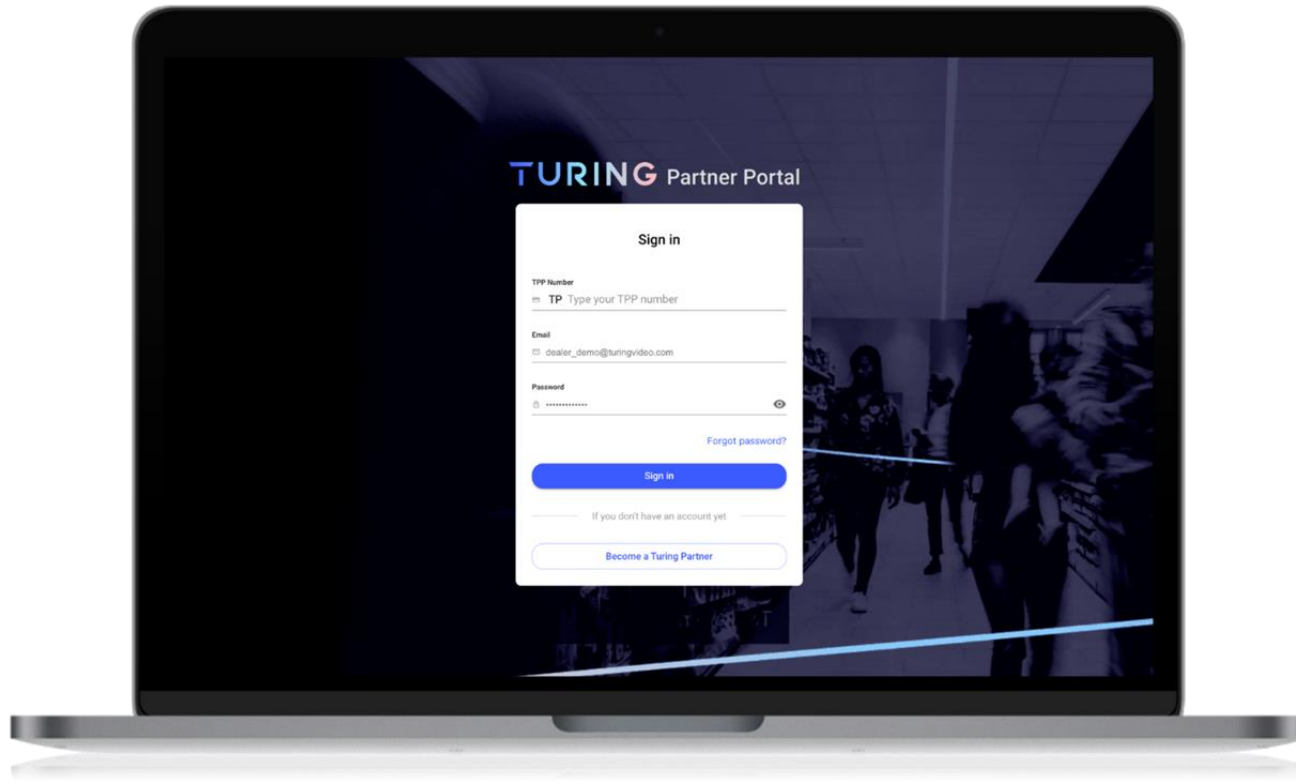 TURING Partner Portal
Sign in
TPP Number
TP Type your TPP number
Email
dealer_demo@turingvideo.com
Password
•••••••••••••
Forgot password?
Sign in
If you don't have an account yet
Become a Turing Partner